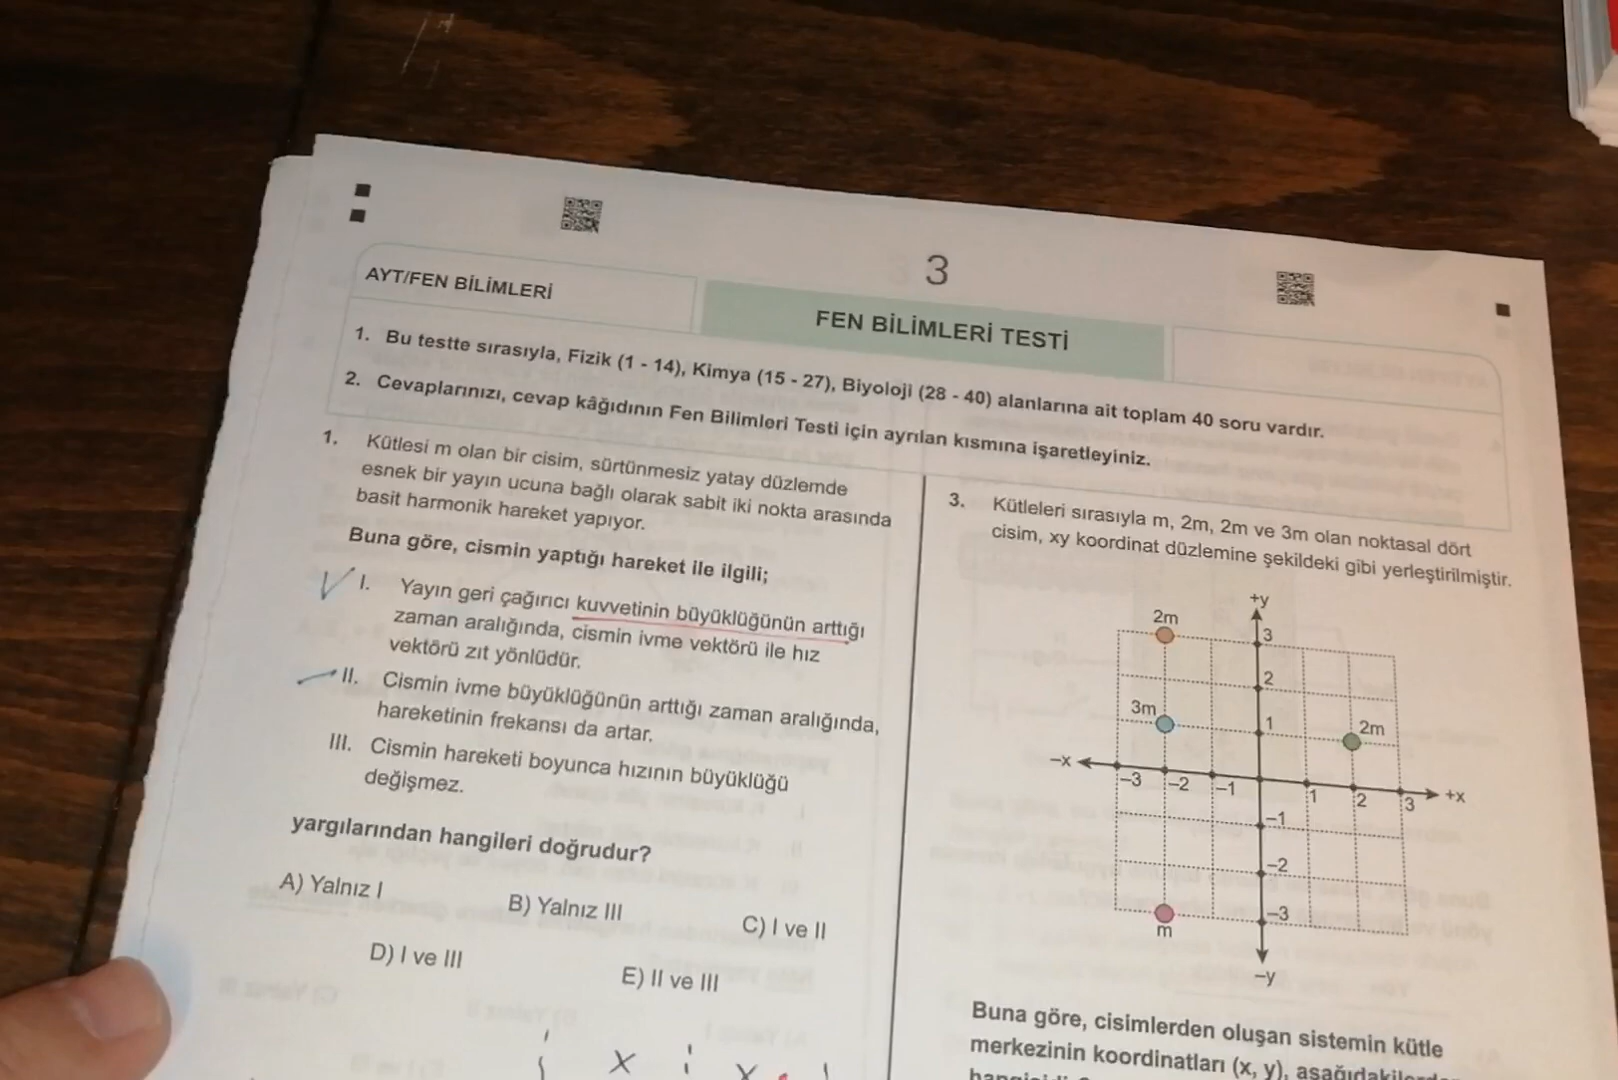 3
AYT/FEN BİLİMLERİ
FEN BİLİMLERİ TESTİ
1. Bu testte sırasıyla, Fizik (1 - 14), Kimya (15 - 27), Biyoloji (28 - 40) alanlarına ait toplam 40 soru vardır.
2. Cevaplarınızı, cevap kâğıdının Fen Bilimleri Testi için ayrılan kısmına işaretleyiniz.
1. Kütlesi m olan bir cisim, sürtünmesiz yatay düzlemde
esnek bir yayın ucuna bağlı olarak sabit iki nokta arasında
basit harmonik hareket yapıyor.
Buna göre, cismin yaptığı hareket ile ilgili;
I. Yayın geri çağırıcı kuvvetinin büyüklüğünün arttığı
zaman aralığında, cismin ivme vektörü ile hız
vektörü zıt yönlüdür.
II. Cismin ivme büyüklüğünün arttığı zaman aralığında,
hareketinin frekansı da artar.
III. Cismin hareketi boyunca hızının büyüklüğü
değişmez.
yargılarından hangileri doğrudur?
A) Yalnız I
B) Yalnız III
C) I ve II
D) I ve III
E) II ve III
x
x
3. Kütleleri sırasıyla m, 2m, 2m ve 3m olan noktasal dört
cisim, xy koordinat düzlemine şekildeki gibi yerleştirilmiştir.
+y
2m
3
2
3m
1
2m
–x
–3 –2 –1 1 2 3
+x
–1
–2
–3
m
–y
Buna göre, cisimlerden oluşan sistemin kütle
merkezinin koordinatları (x, y),